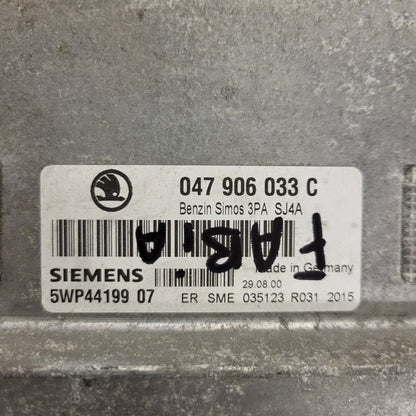 047 906 033 C
Benzin Simos 3PA SJ4A
FABIA
SIEMENS
Made in Germany
29.08.00
5WP44199 07
ER SME 035123 R031 2015